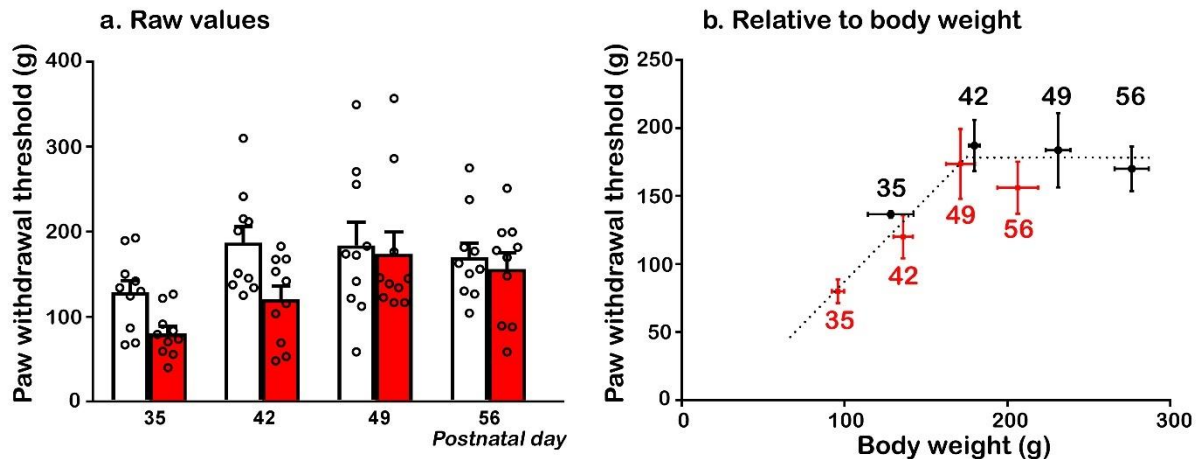 a. Raw values
Paw withdrawal threshold (g)
400
300
200
100
0
35 42 49 56
Postnatal day
b. Relative to body weight
Paw withdrawal threshold (g)
250
200
150
100
50
0
42 49 56
35
49
56
42
35
0 100 200 300
Body weight (g)